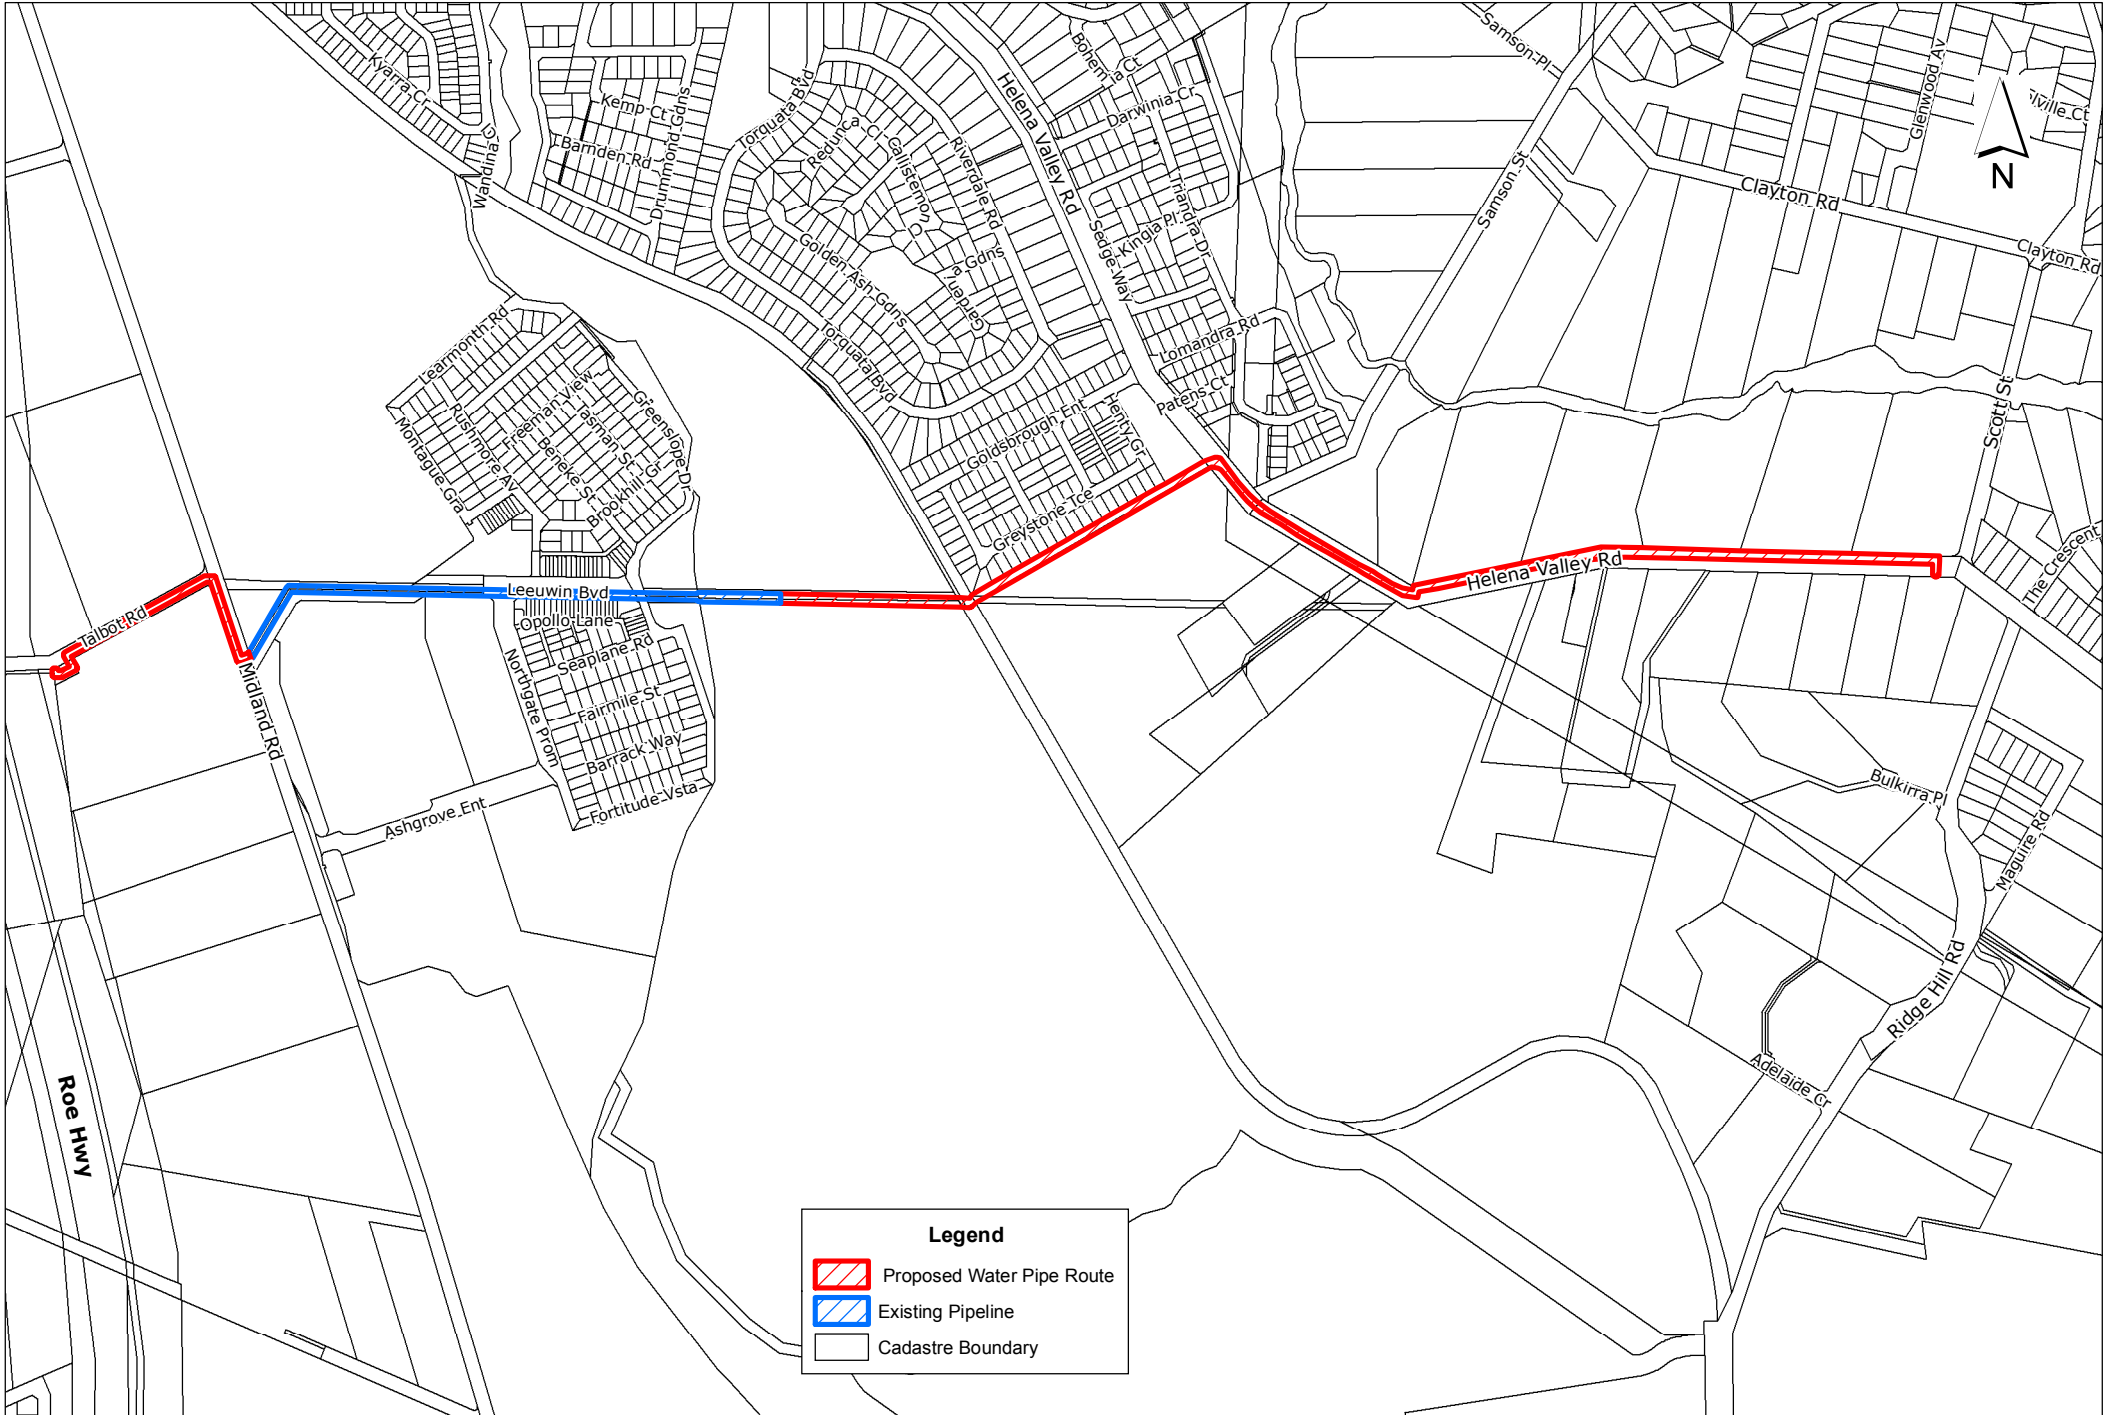 Samson Pl
Kyarra Cr
Bohemia Ct
Glenwood Av
Helena Valley Rd
Torquata Bvd
Kemp Ct
Darwinia Cr
Redunca Ct
Wandina
Barnden Rd
Drummond Gdns
Callistemon Ct
Riverdale Rd
N
Clayton Rd
Samson St
Triandra Dr
Kingia Pl
Sedge Way
Golden Ash Gdns
Gardenia Gdns
Clayton Rd
Learmonth Rd
Torquata Bvd
Lomandra Rd
Freeman View
Tasman St
Greenslope Dr
Patens Ct
Scott St
Montague Gra
Rushmore Av
Beneke St
Brookhill Gr
Goldsbrough Ent
Henty Gr
Greystone Tce
Helena Valley Rd
The Crescent
Leeuwin Bvd
Opollo Lane
Talbot Rd
Seaplane Rd
Midland Rd
Northgate Prom
Fairmile St
Barrack Way
Fortitude Vsta
Ashgrove Ent
Bulkirra Pl
Maguire Rd
Ridge Hill Rd
Adelaide Cr
Roe Hwy
Legend
Proposed Water Pipe Route
Existing Pipeline
Cadastre Boundary